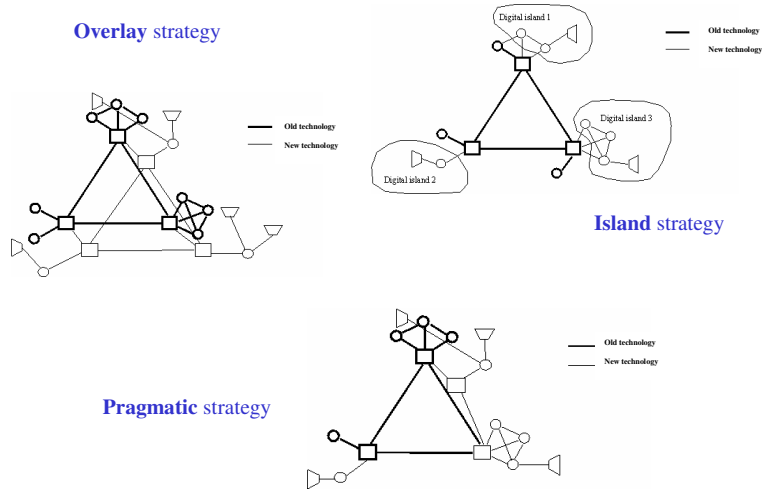 Overlay strategy
Old technology
New technology
Digital island 1
Old technology
New technology
Digital island 3
Digital island 2
Island strategy
Old technology
New technology
Pragmatic strategy